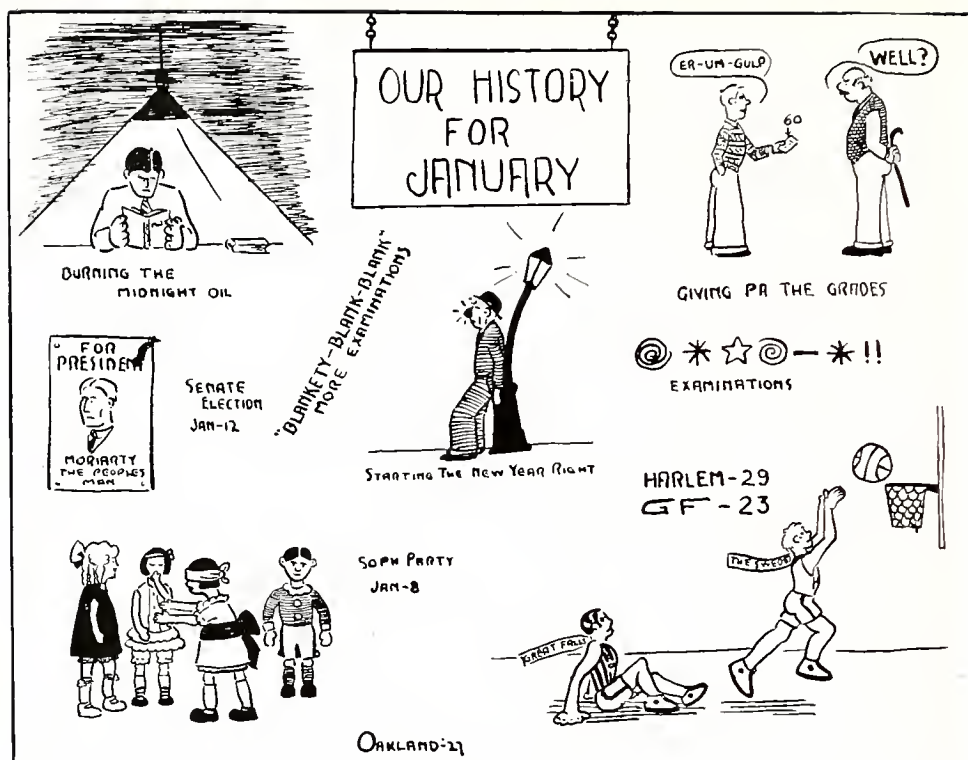 OUR HISTORY
FOR
JANUARY
ER-UM-GULP
WELL?
60
BURNING THE
MIDNIGHT OIL
"BLANKETY-BLANK-BLANK"
MORE EXAMINATIONS
GIVING PA THE GRADES
EXAMINATIONS
FOR
PRESIDENT
MORIARTY
THE PEOPLES
MAN
SENATE
ELECTION
JAN-12
STARTING THE NEW YEAR RIGHT
HARLEM-29
GF-23
THE SWEDE
GREAT FALLS
SOPH PARTY
JAN-8
OAKLAND-27